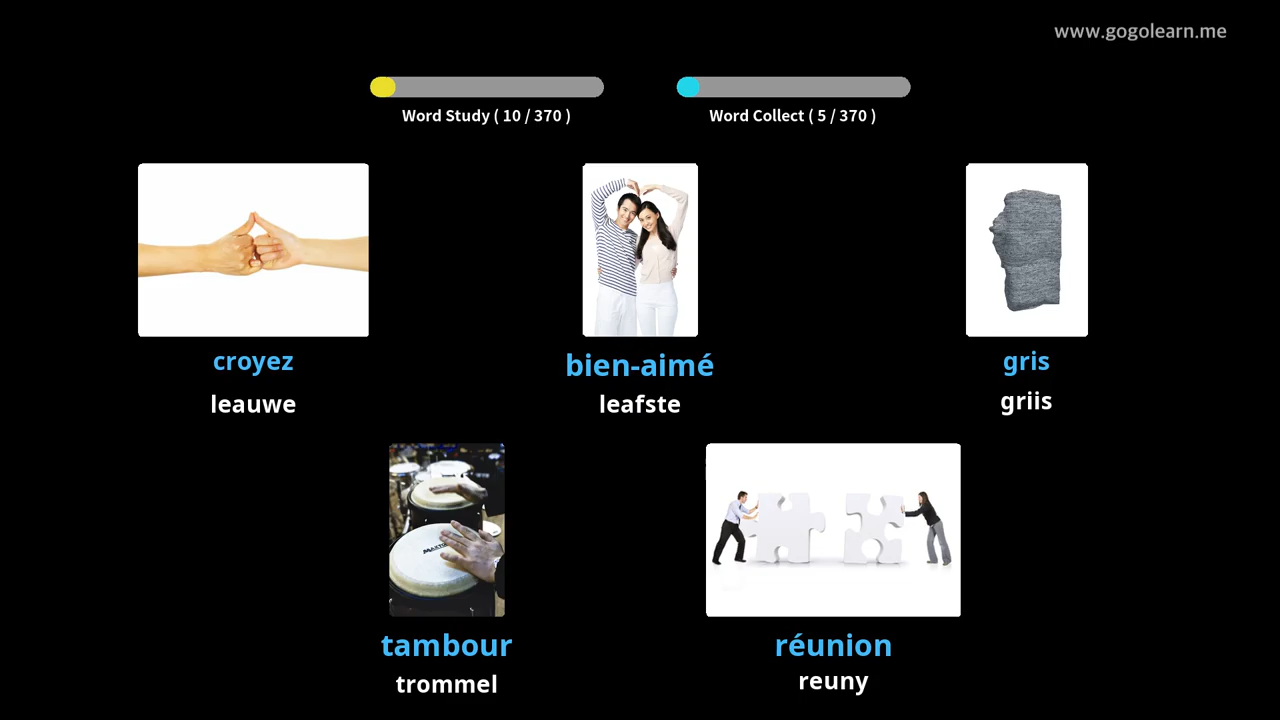 www.gogolearn.me
Word Study ( 10 / 370 )
Word Collect ( 5 / 370 )
croyez
leauwe
bien-aimé
leafste
gris
griis
tambour
trommel
réunion
reuny